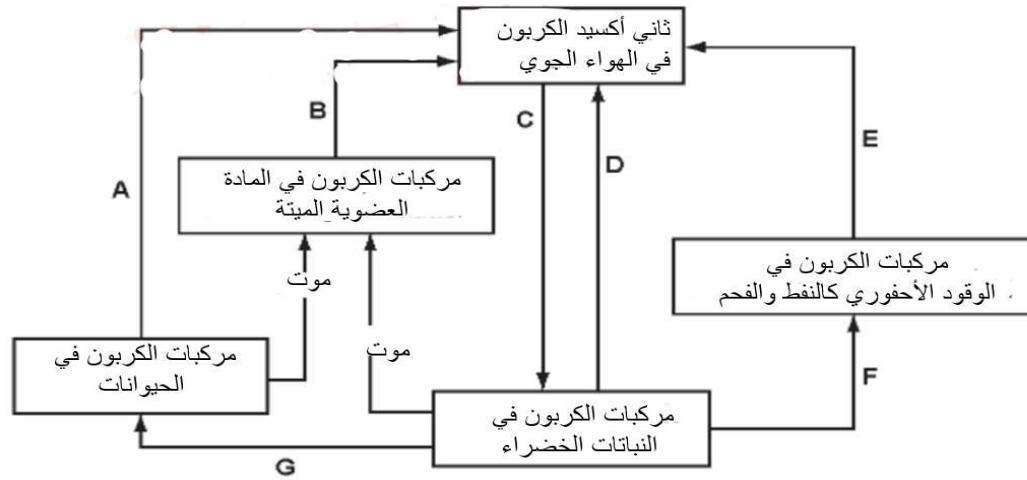 ثاني أكسيد الكربون
في الهواء الجوي
A
B
C
D
E
مركبات الكربون في المادة
العضوية الميتة
مركبات الكربون في
الوقود الأحفوري كالنفط والفحم
موت
موت
مركبات الكربون في
الحيوانات
F
مركبات الكربون في
النباتات الخضراء
G